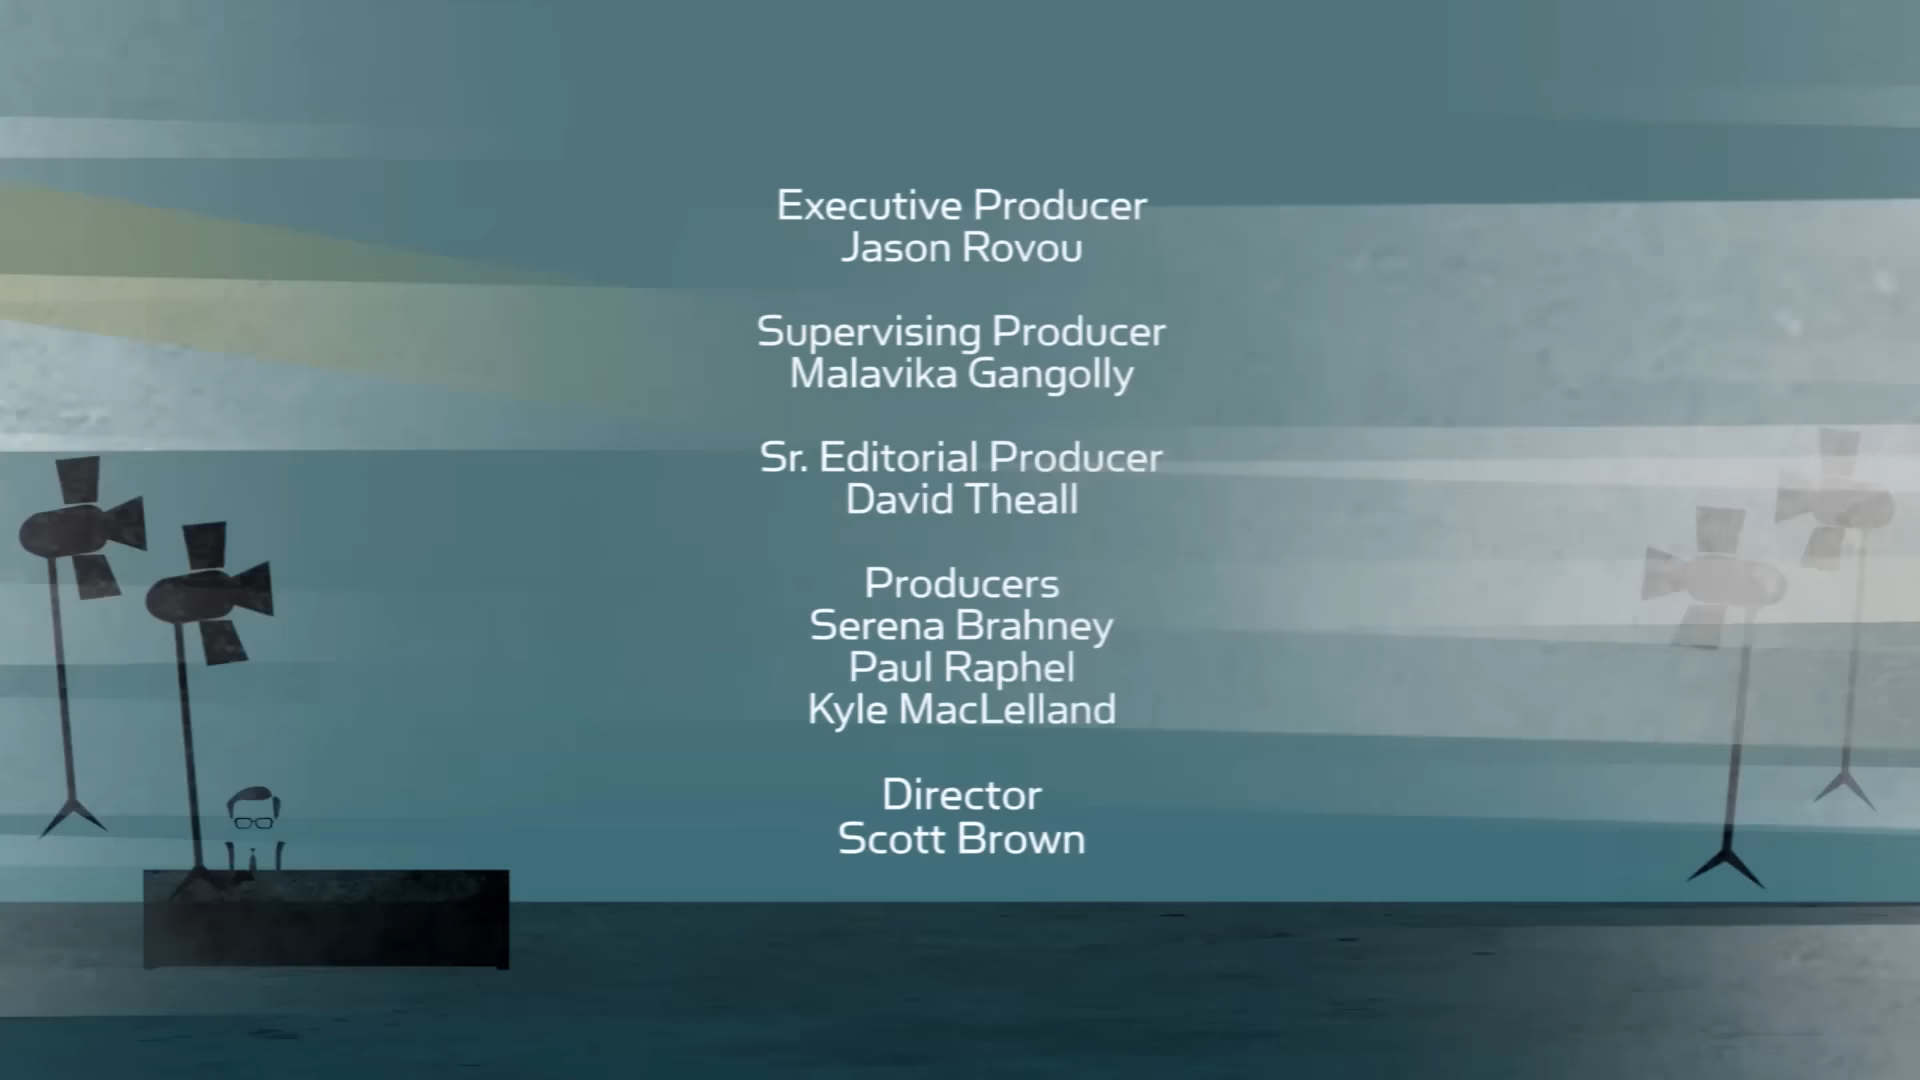 Executive Producer
Jason Rovou
Supervising Producer
Malavika Gangolly
Sr. Editorial Producer
David Theall
Producers
Serena Brahney
Paul Raphel
Kyle MacLelland
Director
Scott Brown